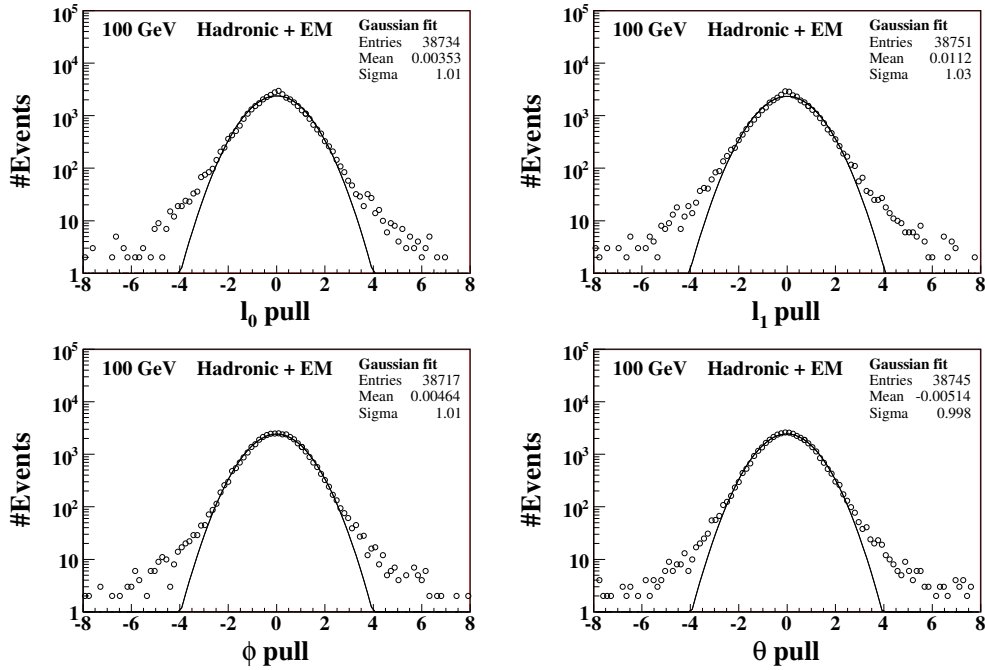 100 GeV Hadronic + EM
Gaussian fit
Entries 38734
Mean 0.00353
Sigma 1.01
#Events
10^5
10^4
10^3
10^2
10
1
-8 -6 -4 -2 0 2 4 6 8
l_0 pull
100 GeV Hadronic + EM
Gaussian fit
Entries 38751
Mean 0.0112
Sigma 1.03
#Events
10^5
10^4
10^3
10^2
10
1
-8 -6 -4 -2 0 2 4 6 8
l_1 pull
100 GeV Hadronic + EM
Gaussian fit
Entries 38717
Mean 0.00464
Sigma 1.01
#Events
10^5
10^4
10^3
10^2
10
1
-8 -6 -4 -2 0 2 4 6 8
ϕ pull
100 GeV Hadronic + EM
Gaussian fit
Entries 38745
Mean -0.00514
Sigma 0.998
#Events
10^5
10^4
10^3
10^2
10
1
-8 -6 -4 -2 0 2 4 6 8
θ pull